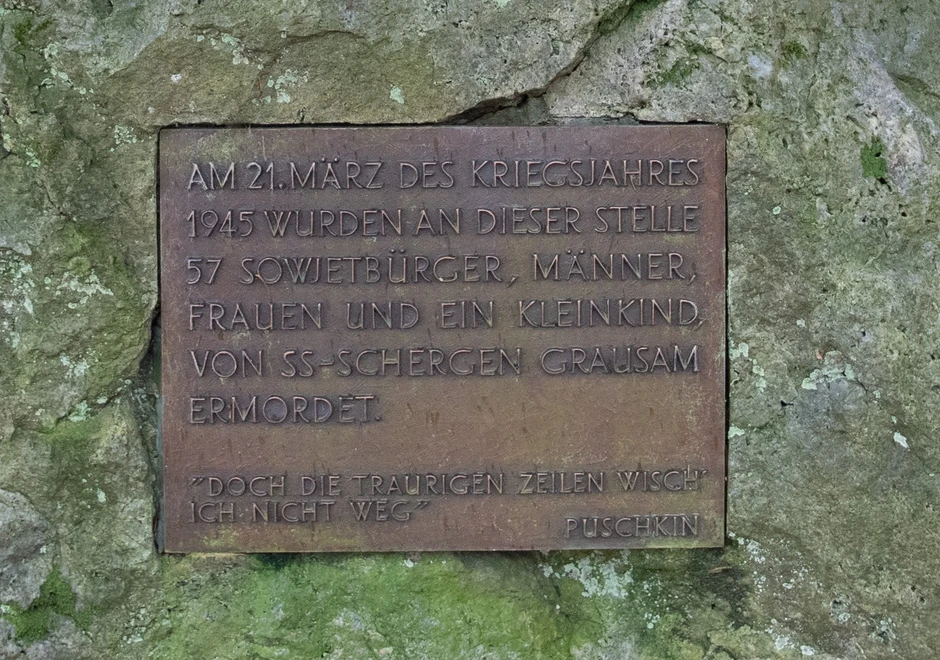 AM 21. MÄRZ DES KRIEGSJAHRES
1945 WURDEN AN DIESER STELLE
57 SOWJETBÜRGER, MÄNNER,
FRAUEN UND EIN KLEINKIND,
VON SS-SCHERGEN GRAUSAM
ERMORDET.
"DOCH DIE TRAURIGEN ZEILEN WISCH'
ICH NICHT WEG"
PUSCHKIN